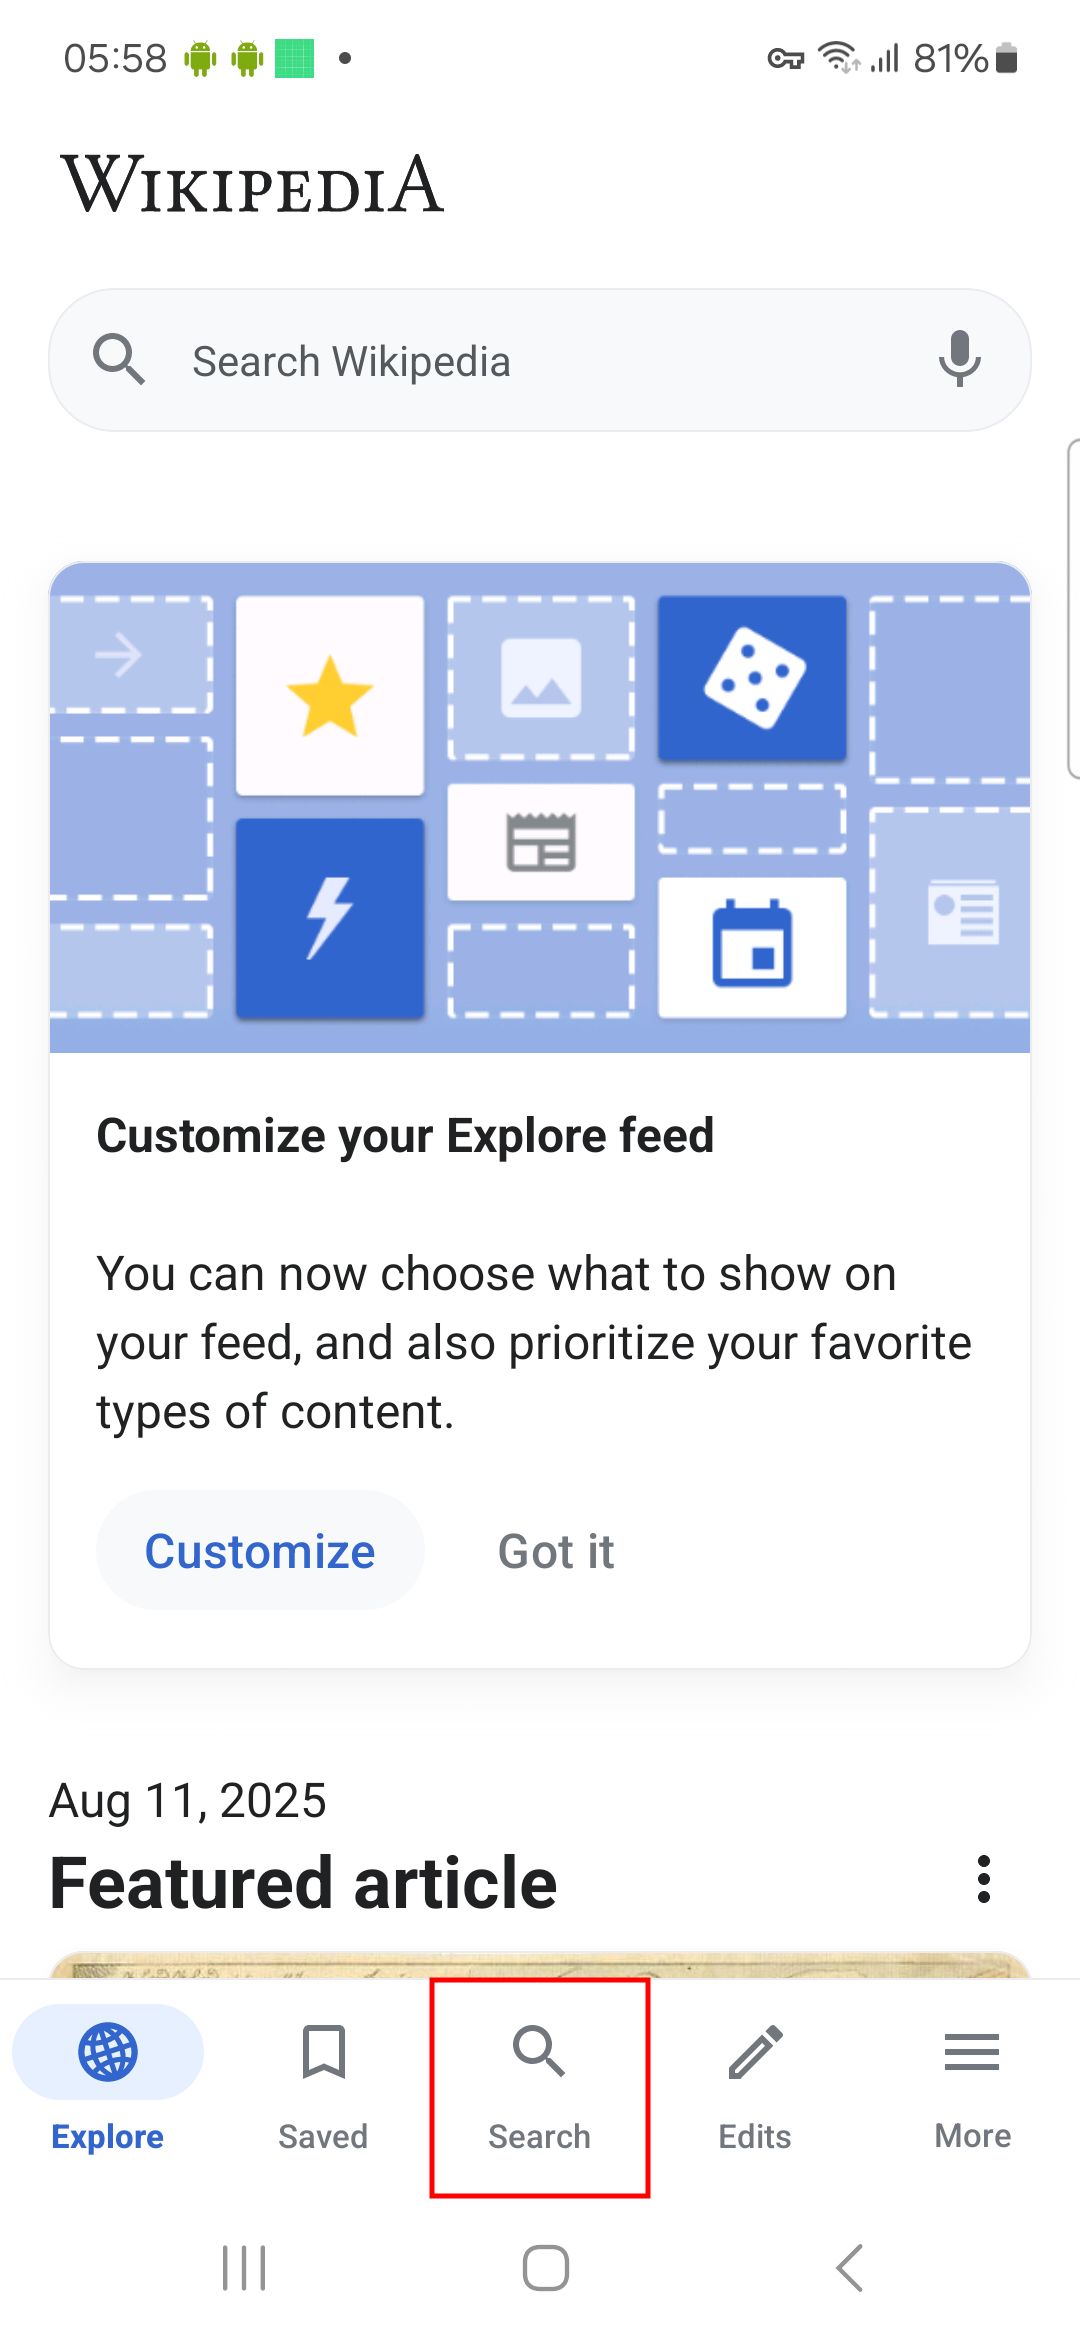 05:58
81%
WIKIPEDIA
Search Wikipedia
Customize your Explore feed
You can now choose what to show on
your feed, and also prioritize your favorite
types of content.
Customize
Got it
Aug 11, 2025
Featured article
Explore
Saved
Search
Edits
More